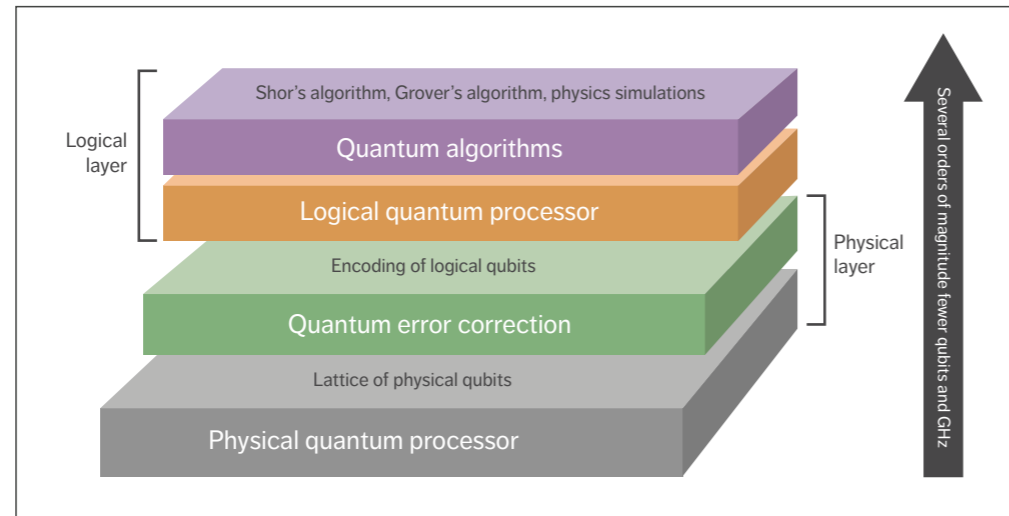 Shor’s algorithm, Grover’s algorithm, physics simulations
Quantum algorithms
Logical
layer
Logical quantum processor
Encoding of logical qubits
Physical
layer
Quantum error correction
Lattice of physical qubits
Physical quantum processor
Several orders of magnitude fewer qubits and GHz